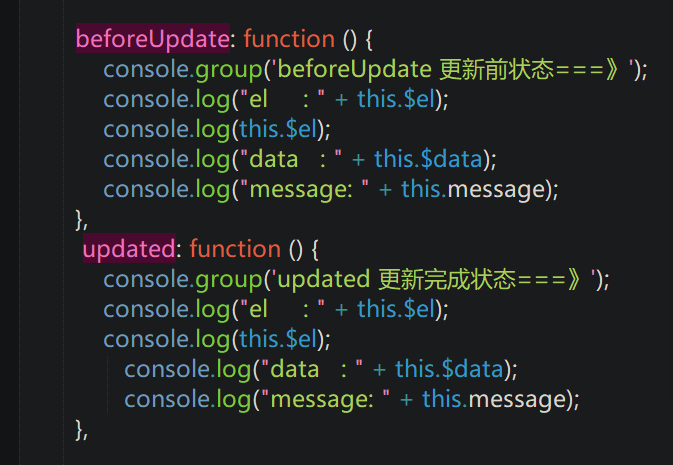 beforeUpdate: function () {
console.group('beforeUpdate 更新前状态===》');
console.log("el     : " + this.$el);
console.log(this.$el);
console.log("data   : " + this.$data);
console.log("message: " + this.message);
},
updated: function () {
console.group('updated 更新完成状态===》');
console.log("el     : " + this.$el);
console.log(this.$el);
console.log("data   : " + this.$data);
console.log("message: " + this.message);
},